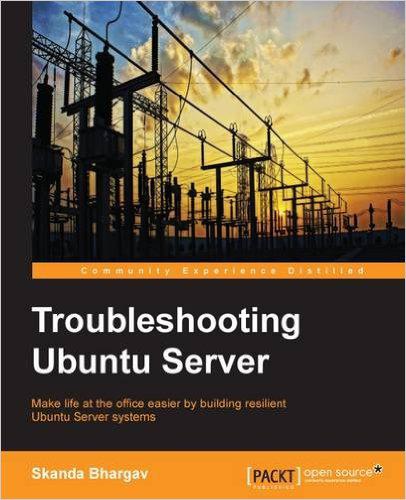 Community Experience Distilled
Troubleshooting
Ubuntu Server
Make life at the office easier by building resilient
Ubuntu Server systems
Skanda Bhargav
[PACKT] open source*
PUBLISHING